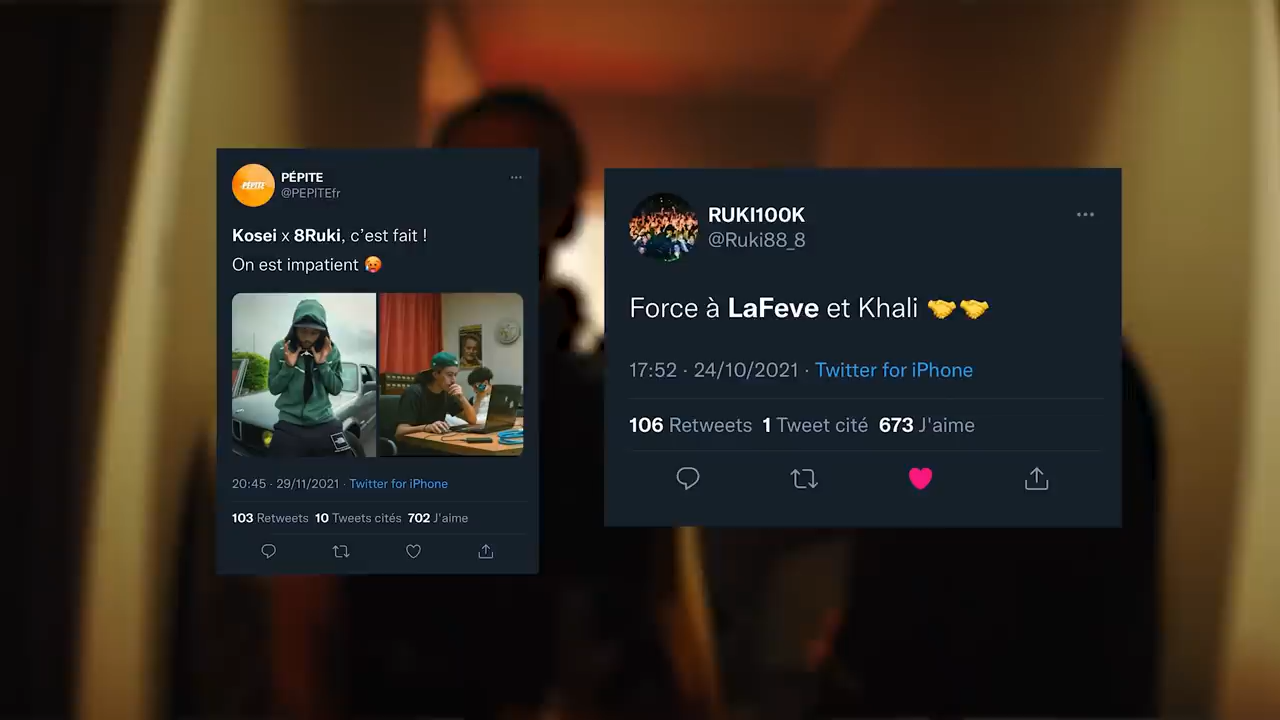 PÉPITE
PÉPITE
@PEPITEfr
Kosei x 8Ruki, c'est fait !
On est impatient 🥵
20:45 · 29/11/2021 · Twitter for iPhone
103 Retweets 10 Tweets cités 702 J'aime
RUKI100K
@Ruki88_8
Force à LaFeve et Khali 🤝🤝
17:52 · 24/10/2021 · Twitter for iPhone
106 Retweets 1 Tweet cité 673 J'aime